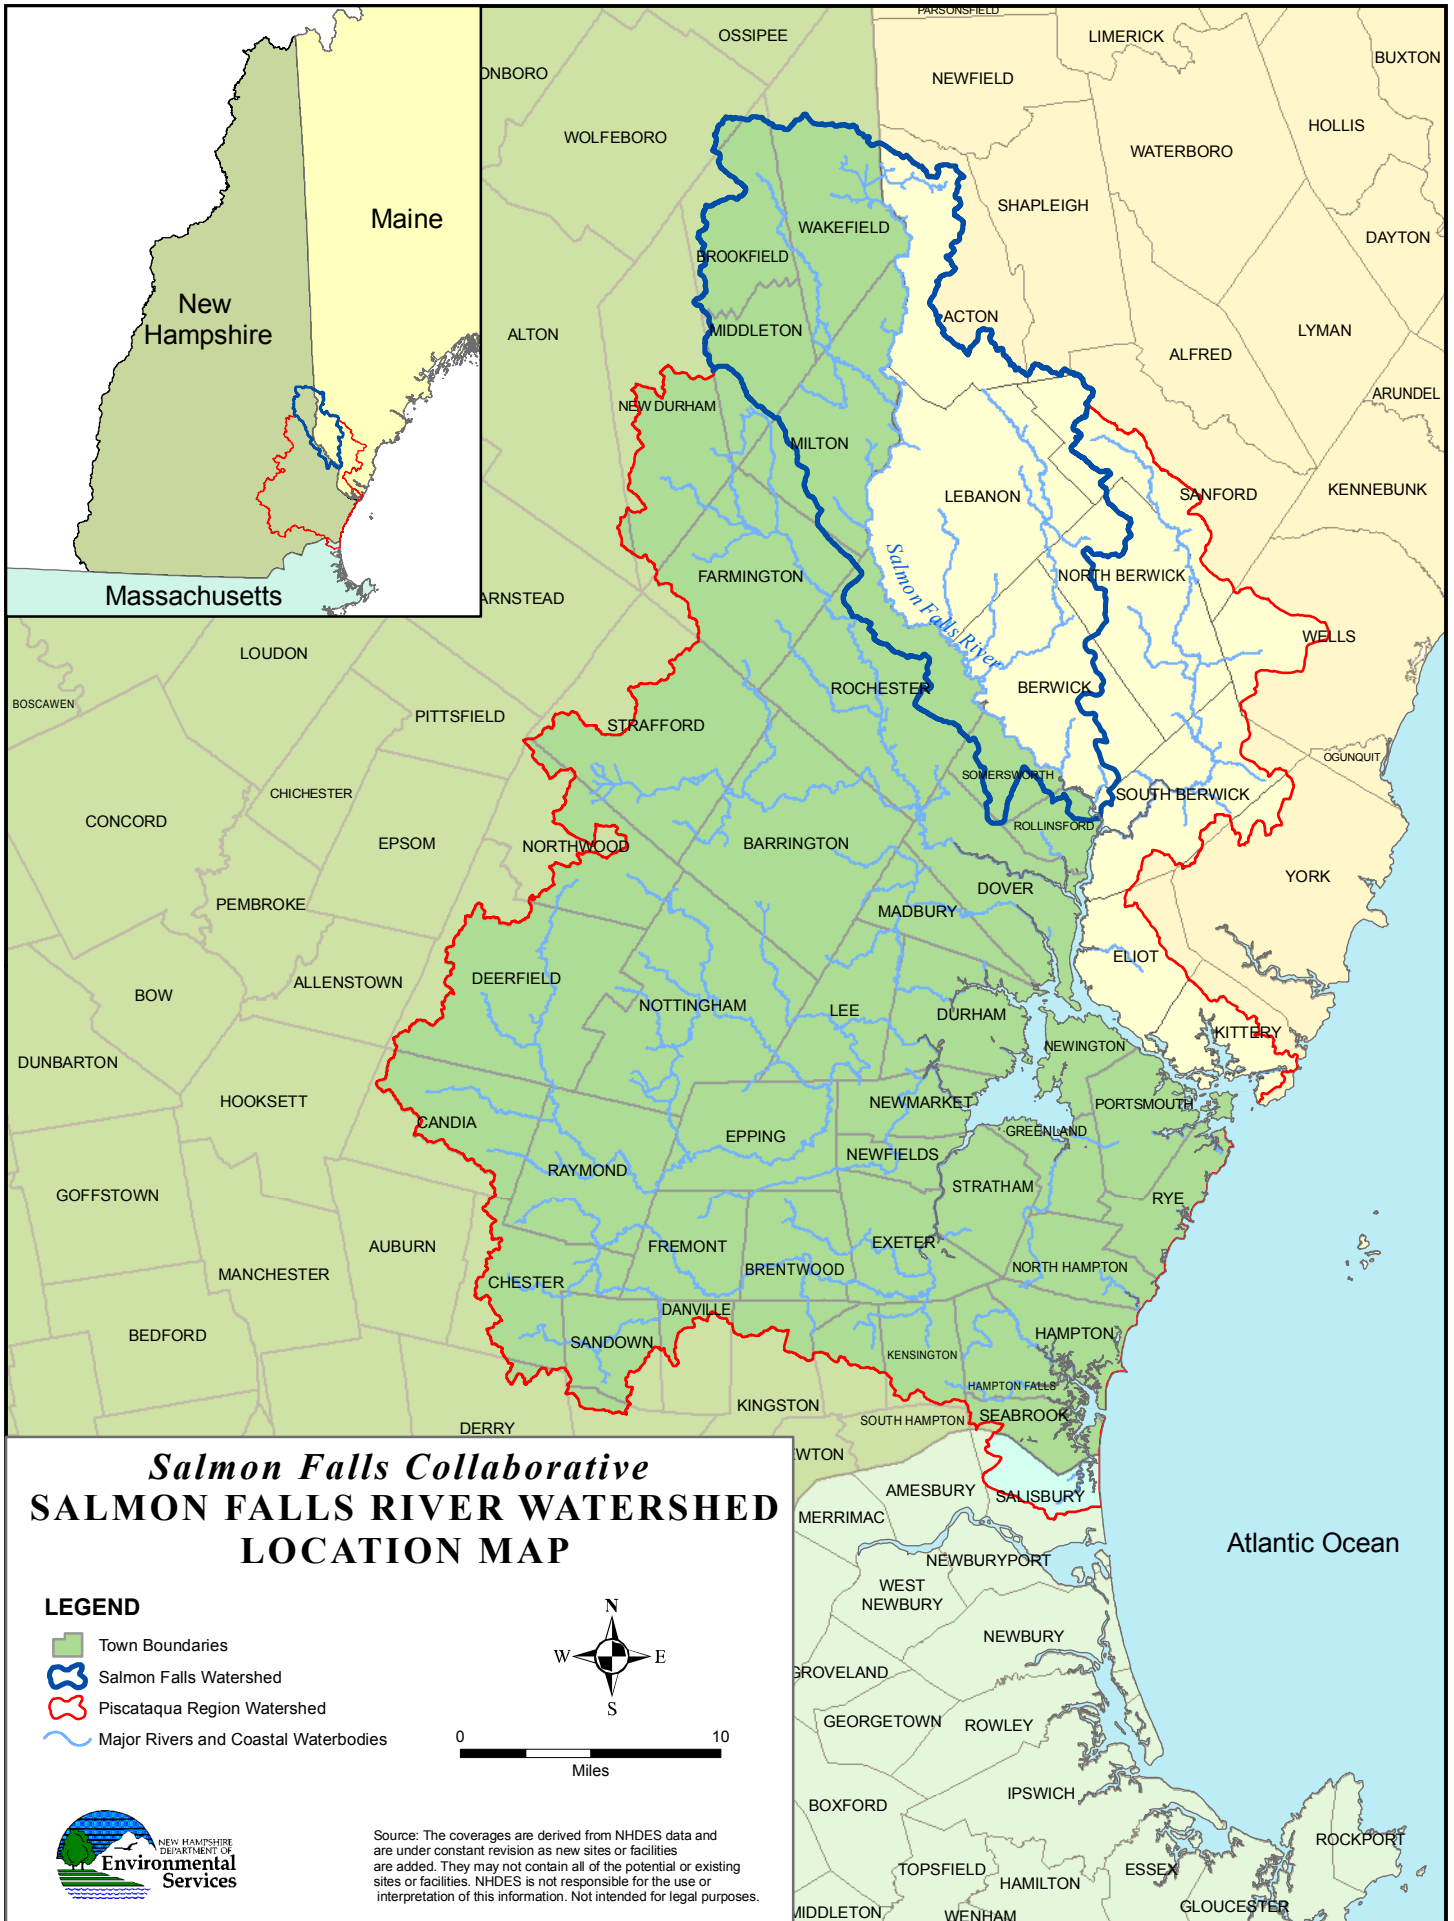 PARSONSFIELD
OSSIPEE
LIMERICK
BUXTON
ONBORO
NEWFIELD
WOLFEBORO
HOLLIS
WATERBORO
Maine
SHAPLEIGH
WAKEFIELD
DAYTON
BROOKFIELD
New
Hampshire
ACTON
MIDDLETON
LYMAN
ALTON
ALFRED
ARUNDEL
NEW DURHAM
MILTON
LEBANON
SANFORD
KENNEBUNK
Salmon Falls River
FARMINGTON
NORTH BERWICK
Massachusetts
ARNSTEAD
WELLS
LOUDON
ROCHESTER
BERWICK
BOSCAWEN
PITTSFIELD
STRAFFORD
OGUNQUIT
SOMERSWORTH
CHICHESTER
SOUTH BERWICK
CONCORD
ROLLINSFORD
EPSOM
NORTHWOOD
BARRINGTON
YORK
DOVER
PEMBROKE
MADBURY
ELIOT
DEERFIELD
ALLENSTOWN
BOW
NOTTINGHAM
LEE
DURHAM
KITTERY
NEWINGTON
DUNBARTON
HOOKSETT
NEWMARKET
PORTSMOUTH
CANDIA
GREENLAND
EPPING
NEWFIELDS
RAYMOND
STRATHAM
GOFFSTOWN
RYE
AUBURN
FREMONT
EXETER
MANCHESTER
BRENTWOOD
NORTH HAMPTON
CHESTER
DANVILLE
BEDFORD
SANDOWN
HAMPTON
KENSINGTON
HAMPTON FALLS
KINGSTON
SOUTH HAMPTON
SEABROOK
DERRY
WTON
AMESBURY
SALISBURY
MERRIMAC
Atlantic Ocean
NEWBURYPORT
WEST
NEWBURY
NEWBURY
GROVELAND
GEORGETOWN
ROWLEY
IPSWICH
BOXFORD
ROCKPORT
TOPSFIELD
ESSEX
HAMILTON
GLOUCESTER
MIDDLETON
WENHAM
Salmon Falls Collaborative
SALMON FALLS RIVER WATERSHED
LOCATION MAP
LEGEND
Town Boundaries
Salmon Falls Watershed
Piscataqua Region Watershed
Major Rivers and Coastal Waterbodies
N
W E
S
0 10
Miles
NEW HAMPSHIRE
DEPARTMENT OF
Environmental
Services
Source: The coverages are derived from NHDES data and
are under constant revision as new sites or facilities
are added. They may not contain all of the potential or existing
sites or facilities. NHDES is not responsible for the use or
interpretation of this information. Not intended for legal purposes.